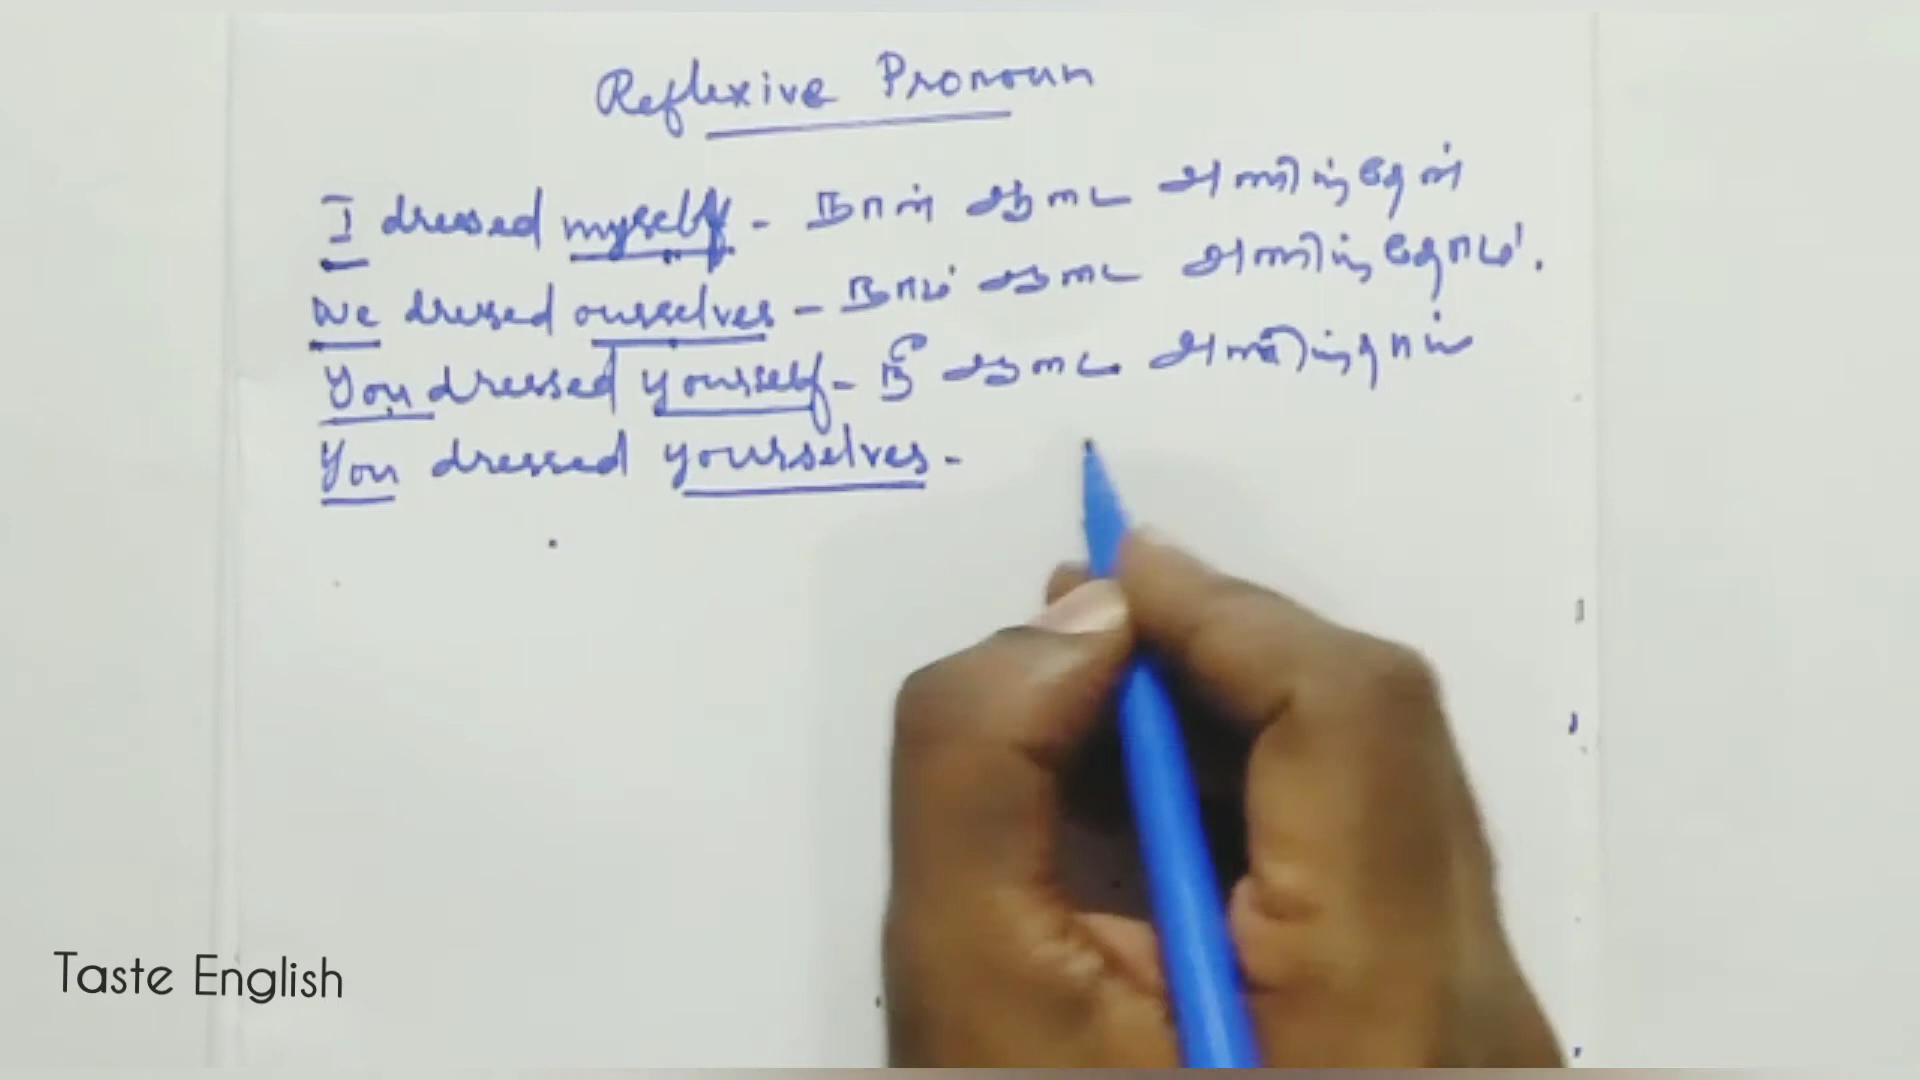 Reflexive Pronoun
I dressed myself - நான் ஆடை அணிந்தேன்
We dressed ourselves - நாம் ஆடை அணிந்தோம்.
You dressed yourself - நீ ஆடை அணிந்தாய்
You dressed yourselves -
Taste English